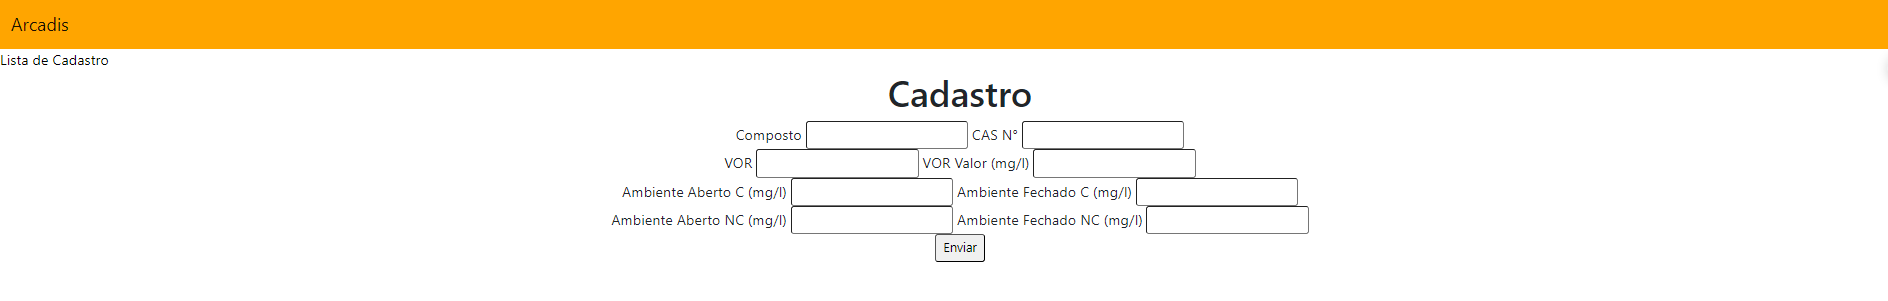 Arcadis
Lista de Cadastro
Cadastro
Composto CAS N°
VOR VOR Valor (mg/l)
Ambiente Aberto C (mg/l) Ambiente Fechado C (mg/l)
Ambiente Aberto NC (mg/l) Ambiente Fechado NC (mg/l)
Enviar